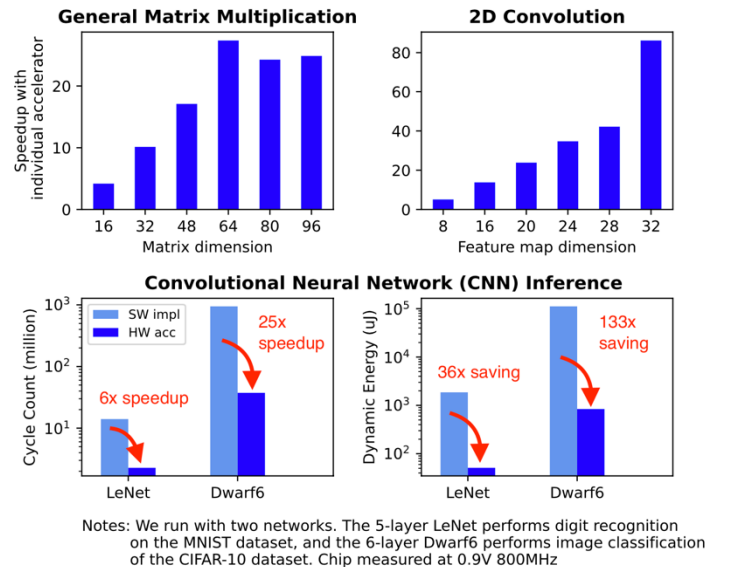 General Matrix Multiplication
2D Convolution
Speedup with
individual accelerator
20
10
0
16 32 48 64 80 96
Matrix dimension
80
60
40
20
0
8 16 20 24 28 32
Feature map dimension
Convolutional Neural Network (CNN) Inference
Cycle Count (million)
10³
10²
10¹
SW impl
HW acc
6x speedup
25x
speedup
LeNet Dwarf6
Dynamic Energy (uJ)
10⁵
10⁴
10³
10²
36x saving
133x
saving
LeNet Dwarf6
Notes: We run with two networks. The 5-layer LeNet performs digit recognition
on the MNIST dataset, and the 6-layer Dwarf6 performs image classification
of the CIFAR-10 dataset. Chip measured at 0.9V 800MHz